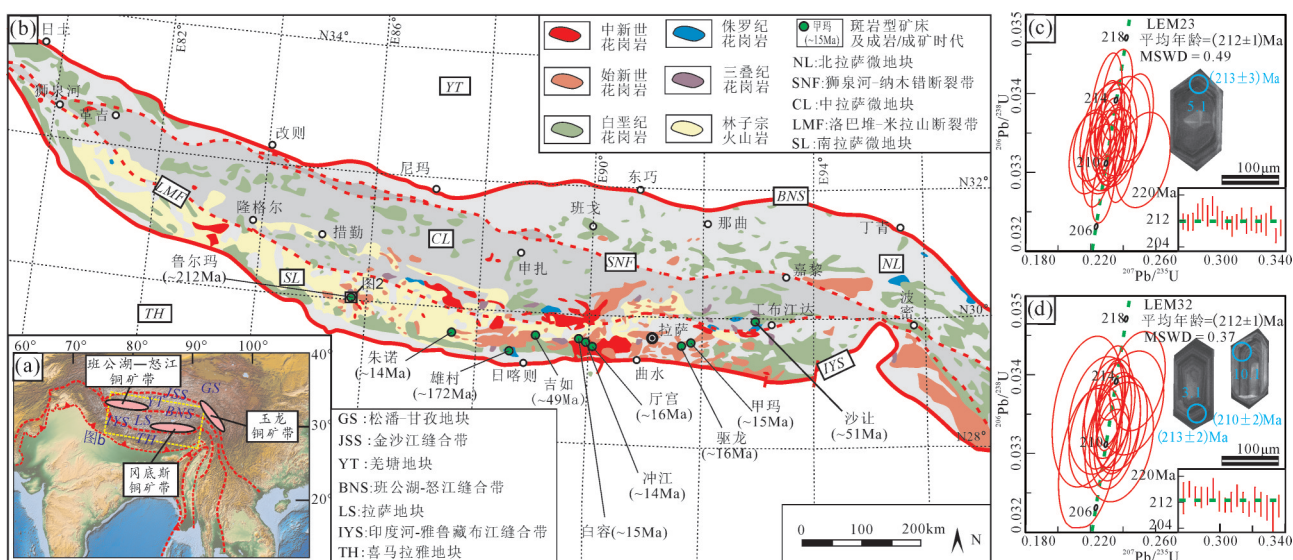 (b)
日土
E82°
N34°
E86°
狮泉河
革吉
改则
YT
尼玛
东巧
BNS
N32°
LMF
隆格尔
措勤
CL
班戈
那曲
丁青
E90°
E94°
鲁尔玛
(~212Ma)
图2
SL
申扎
SNF
嘉黎
NL
TH
N30°
波密
工布江达
拉萨
朱诺
(~14Ma)
雄村
(~172Ma)
日喀则
吉如
(~49Ma)
厅宫
(~16Ma)
曲水
甲玛
(~15Ma)
驱龙
(~16Ma)
沙让
(~51Ma)
IYS
N28°
冲江
(~14Ma)
白容(~15Ma)
0 100 200km
N
中新世
花岗岩
始新世
花岗岩
白垩纪
花岗岩
侏罗纪
花岗岩
三叠纪
花岗岩
林子宗
火山岩
甲玛
(~15Ma)
斑岩型矿床
及成岩/成矿时代
NL:北拉萨微地块
SNF:狮泉河-纳木错断裂带
CL:中拉萨微地块
LMF:洛巴堆-米拉山断裂带
SL:南拉萨微地块
(a)
60° 70° 80° 90° 100°
40°
30°
20°
班公湖—怒江
铜矿带
JSS
GS
YT
BNS
IYS
LS
TH
图b
玉龙
铜矿带
冈底斯
铜矿带
GS:松潘-甘孜地块
JSS:金沙江缝合带
YT:羌塘地块
BNS:班公湖-怒江缝合带
LS:拉萨地块
IYS:印度河-雅鲁藏布江缝合带
TH:喜马拉雅地块
(c)
LEM23
平均年龄=(212±1)Ma
MSWD=0.49
218
214
210
206
(213±3)Ma
5.1
100μm
220Ma
212
204
0.035
0.034
0.033
0.032
0.180 0.220 0.260 0.300 0.340
²⁰⁶Pb/²³⁸U
²⁰⁷Pb/²³⁵U
(d)
LEM32
平均年龄=(212±1)Ma
MSWD=0.37
218
214
210
206
3.1
10.1
(213±2)Ma
(210±2)Ma
100μm
220Ma
212
204
0.035
0.034
0.033
0.032
0.180 0.220 0.260 0.300 0.340
²⁰⁶Pb/²³⁸U
²⁰⁷Pb/²³⁵U